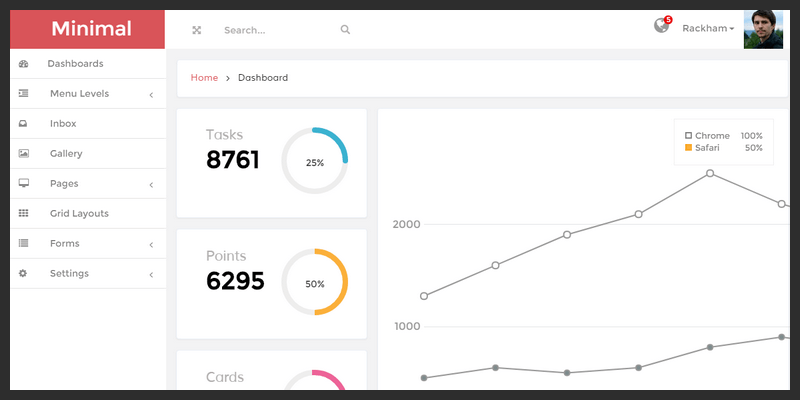 Minimal
Search...
5
Rackham
Dashboards
Menu Levels
Inbox
Gallery
Pages
Grid Layouts
Forms
Settings
Home > Dashboard
Tasks
8761
25%
Points
6295
50%
Cards
Chrome 100%
Safari 50%
2000
1000